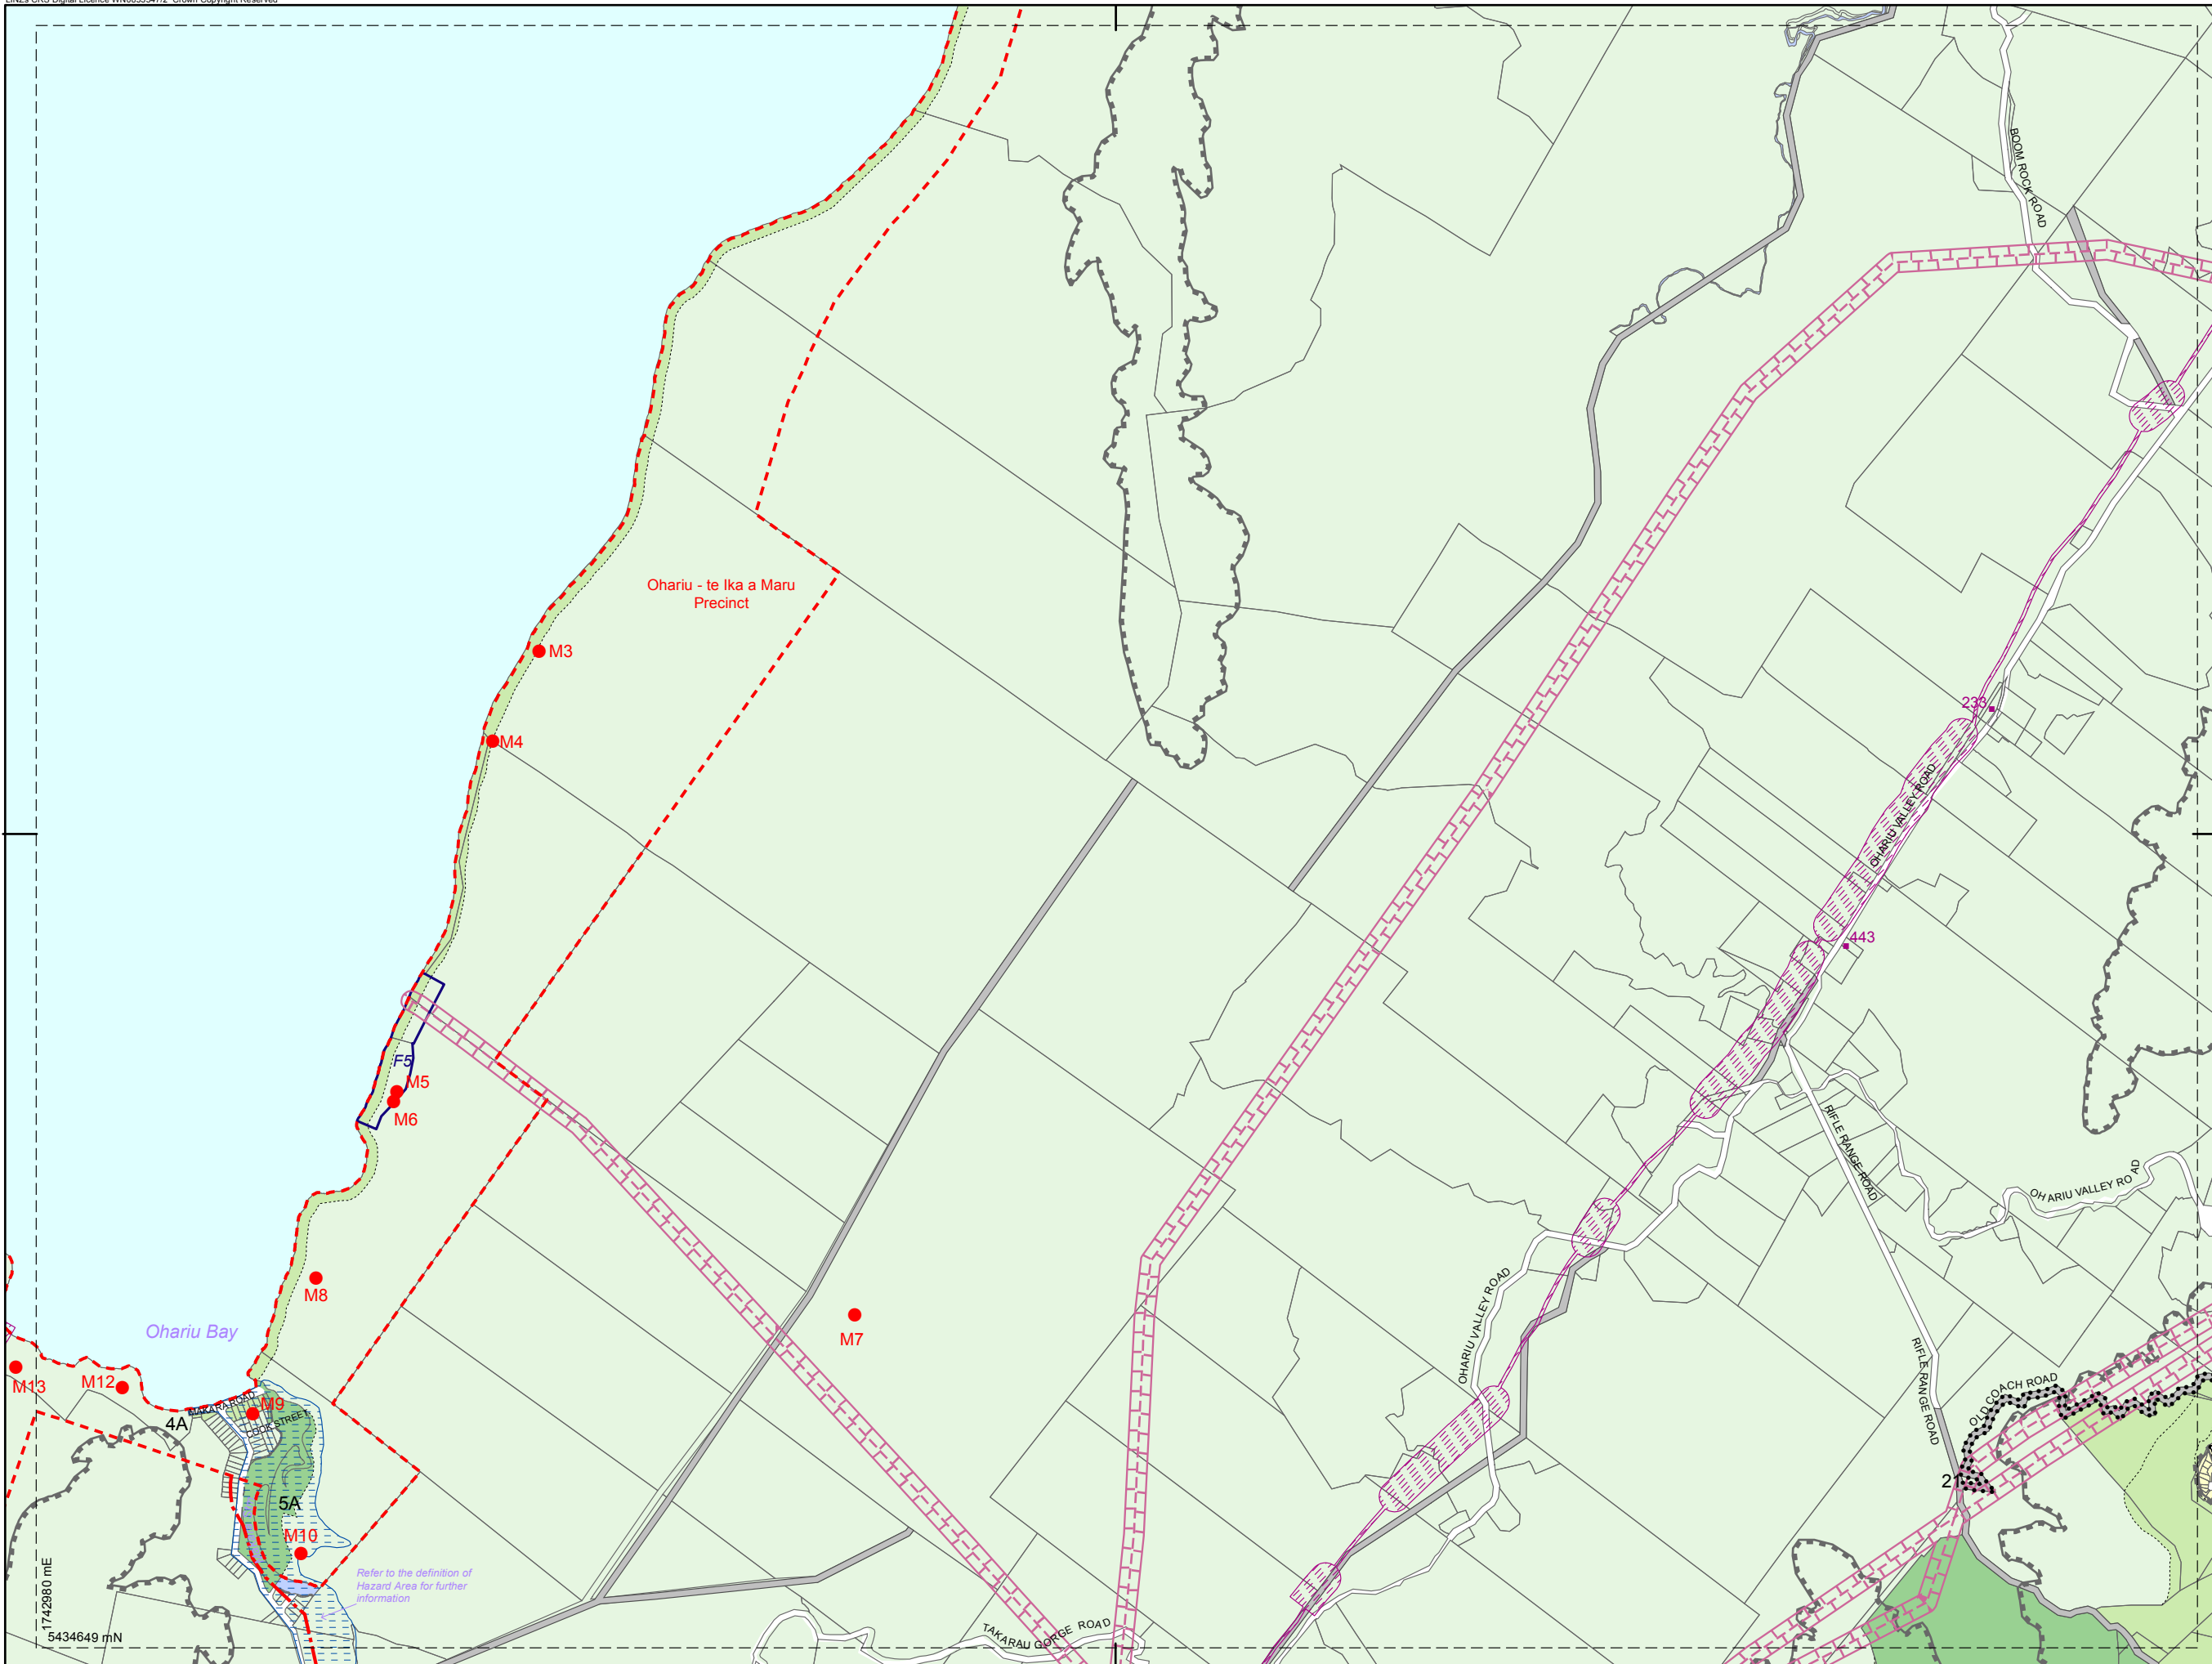 BOOM ROCK ROAD
Ohariu - te Ika a Maru
Precinct
M3
233
M4
OHARIU VALLEY ROAD
443
F5
M5
M6
RIFLE RANGE ROAD
OHARIU VALLEY ROAD
M8
OHARIU VALLEY ROAD
Ohariu Bay
M7
RIFLE RANGE ROAD
M13
M12
OLD COACH ROAD
MAKARA ROAD
M9
4A
COOK STREET
5A
M10
Refer to the definition of
Hazard Area for further
information
1742980 mE
5434649 mN
TAKARAU GORGE ROAD